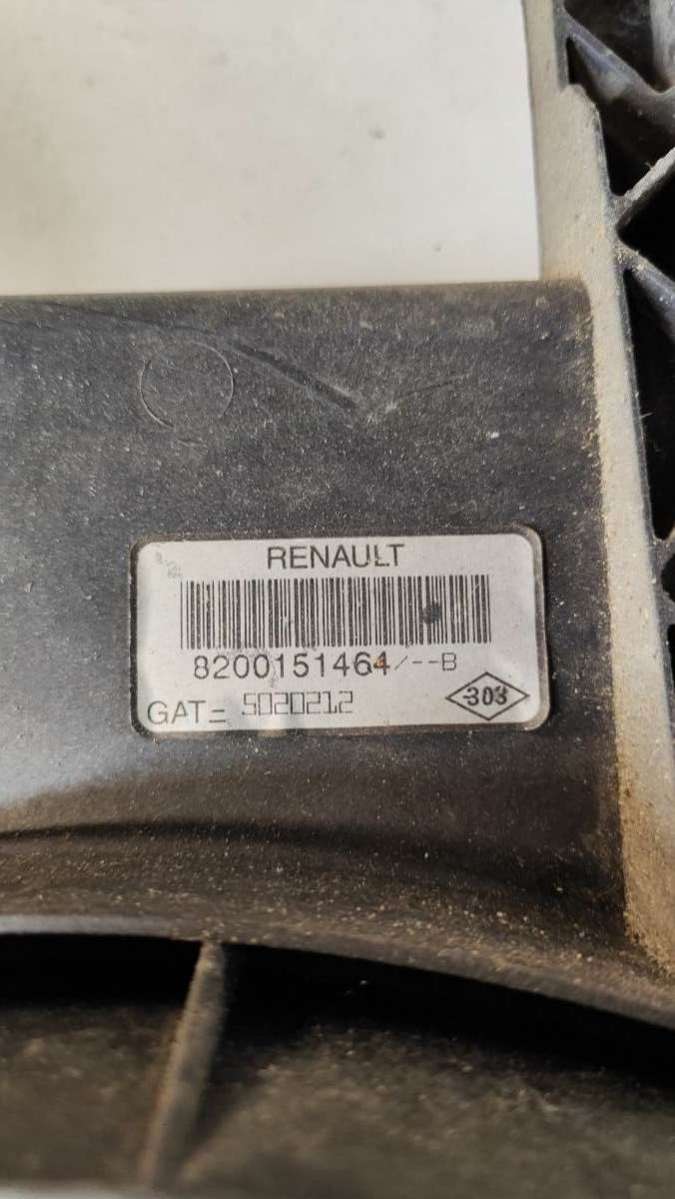 RENAULT
8200151464/--B
GAT= 5020212
303